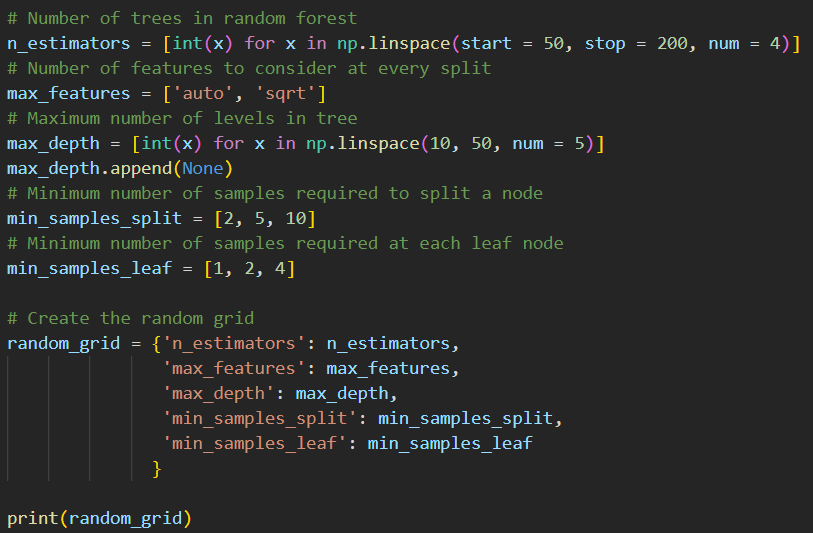 # Number of trees in random forest
n_estimators = [int(x) for x in np.linspace(start = 50, stop = 200, num = 4)]
# Number of features to consider at every split
max_features = ['auto', 'sqrt']
# Maximum number of levels in tree
max_depth = [int(x) for x in np.linspace(10, 50, num = 5)]
max_depth.append(None)
# Minimum number of samples required to split a node
min_samples_split = [2, 5, 10]
# Minimum number of samples required at each leaf node
min_samples_leaf = [1, 2, 4]

# Create the random grid
random_grid = {'n_estimators': n_estimators,
               'max_features': max_features,
               'max_depth': max_depth,
               'min_samples_split': min_samples_split,
               'min_samples_leaf': min_samples_leaf
              }

print(random_grid)